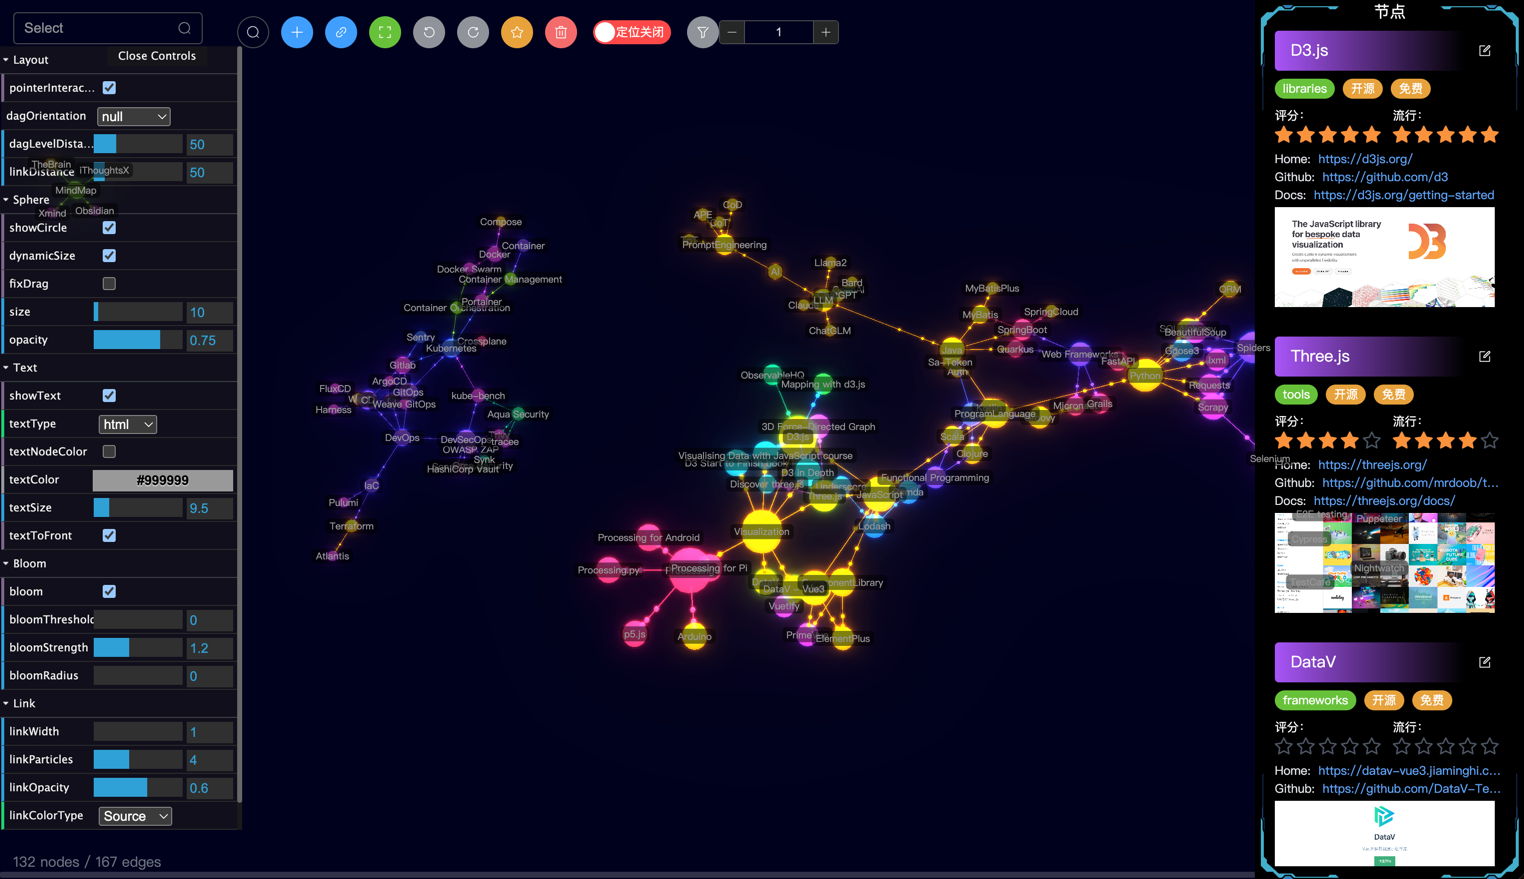 Select
定位关闭
1
节点
Close Controls
Layout
pointerInterac...
dagOrientation
null
dagLevelDista...
50
linkDistance
50
TheBrain
iThoughtsX
MindMap
Xmind
Obsidian
Sphere
showCircle
dynamicSize
fixDrag
size
10
opacity
0.75
Text
showText
textType
html
textNodeColor
textColor
#999999
textSize
9.5
textToFront
Bloom
bloom
bloomThreshold
0
bloomStrength
1.2
bloomRadius
0
Link
linkWidth
1
linkParticles
4
linkOpacity
0.6
linkColorType
Source
132 nodes / 167 edges
Compose
Container
Docker
Docker Swarm
Container Management
Portainer
Container Orchestration
Sentry
Crossplane
Kubernetes
Gitlab
ArgoCD
FluxCD
GitOps
Weave GitOps
Harness
kube-bench
Aqua Security
DevOps
DevSecOps
tracee
OWASP ZAP
Synk
HashiCorp Vault
IaC
Pulumi
Terraform
Atlantis
CoD
APE
PromptEngineering
AI
Llama2
Bard
GPT
LLM
ChatGLM
MyBatisPlus
MyBatis
SpringCloud
SpringBoot
Java
Quarkus
Sa-Token
Auth
Web Frameworks
FastAPI
Python
ORM
BeautifulSoup
Goose3
lxml
Spiders
Requests
Scrapy
Selenium
Grails
ProgramLanguage
Scala
Clojure
Functional Programming
ObservableHQ
Mapping with d3.js
3D Force-Directed Graph
D3.js
Visualising Data with JavaScript course
D3 Start to Finish book
D3 in Depth
Discover three.js
Three.js
JavaScript
Lodash
Visualization
Processing for Android
Processing.py
Processing for Pi
p5.js
Arduino
DataV - Vue3
Vuetify
ElementPlus
D3.js
libraries
开源
免费
评分：
流行：
Home: https://d3js.org/
Github: https://github.com/d3
Docs: https://d3js.org/getting-started
The JavaScript library
for bespoke data
visualization
Three.js
tools
开源
免费
评分：
流行：
Home: https://threejs.org/
Github: https://github.com/mrdoob/t...
Docs: https://threejs.org/docs/
E2E testing
Puppeteer
Cypress
Nightwatch
TestCafe
DataV
frameworks
开源
免费
评分：
流行：
Home: https://datav-vue3.jiaminghi.c...
Github: https://github.com/DataV-Te...
DataV